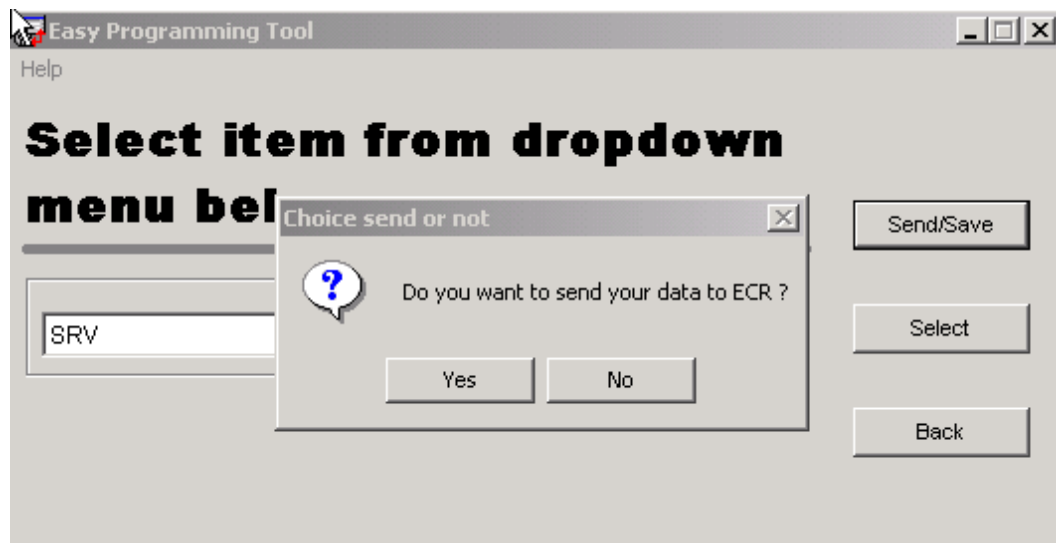 Easy Programming Tool
Help
Select item from dropdown
menu bel
Choice send or not
Do you want to send your data to ECR ?
Yes
No
SRV
Send/Save
Select
Back